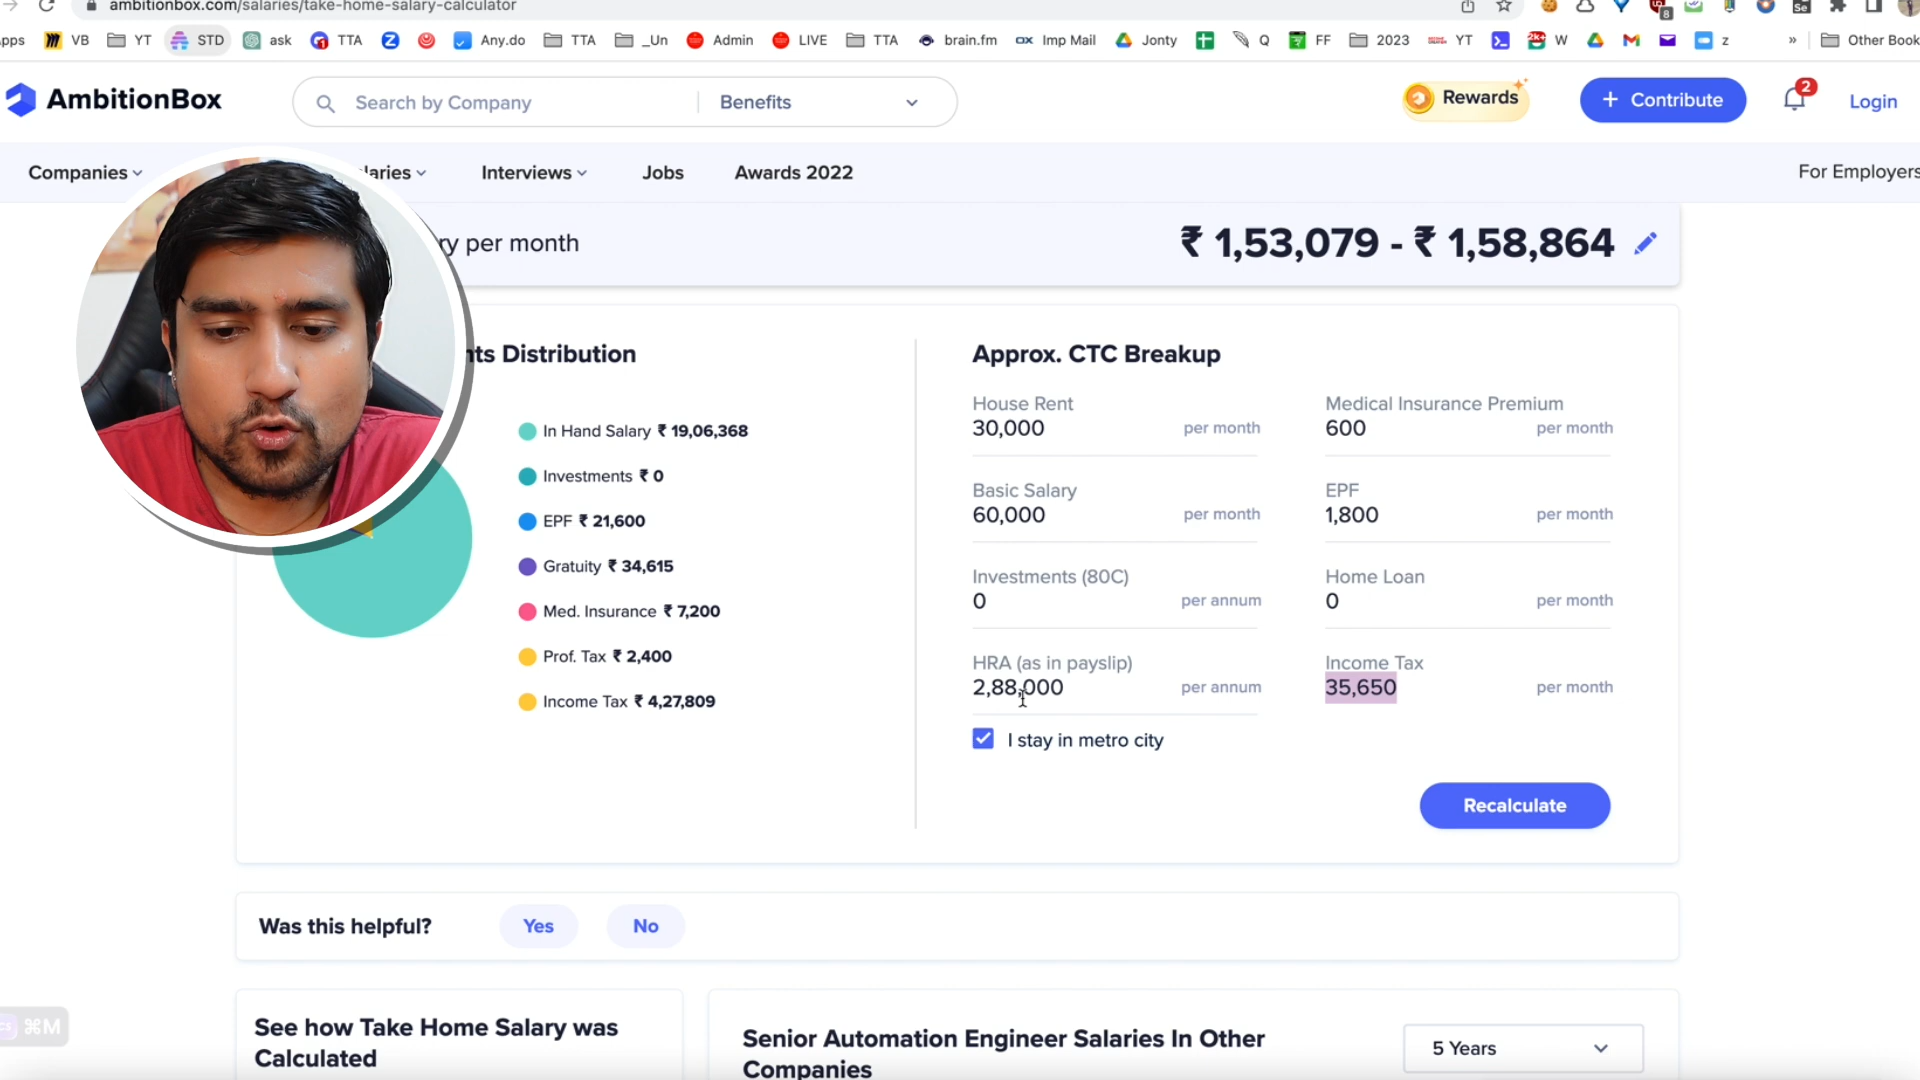 ambitionbox.com/salaries/take-home-salary-calculator
pps VB YT STD ask TTA Any.do TTA _Un Admin LIVE TTA brain.fm Imp Mail Jonty Q FF 2023 YT W z » Other Book
AmbitionBox
Search by Company
Benefits
Rewards
+ Contribute
2
Login
Companies
laries
Interviews
Jobs
Awards 2022
For Employers
ry per month
₹ 1,53,079 - ₹ 1,58,864
nts Distribution
In Hand Salary ₹ 19,06,368
Investments ₹ 0
EPF ₹ 21,600
Gratuity ₹ 34,615
Med. Insurance ₹ 7,200
Prof. Tax ₹ 2,400
Income Tax ₹ 4,27,809
Approx. CTC Breakup
House Rent
30,000 per month
Medical Insurance Premium
600 per month
Basic Salary
60,000 per month
EPF
1,800 per month
Investments (80C)
0 per annum
Home Loan
0 per month
HRA (as in payslip)
2,88,000 per annum
Income Tax
35,650 per month
I stay in metro city
Recalculate
Was this helpful?
Yes
No
⌘M
See how Take Home Salary was
Calculated
Senior Automation Engineer Salaries In Other
Companies
5 Years